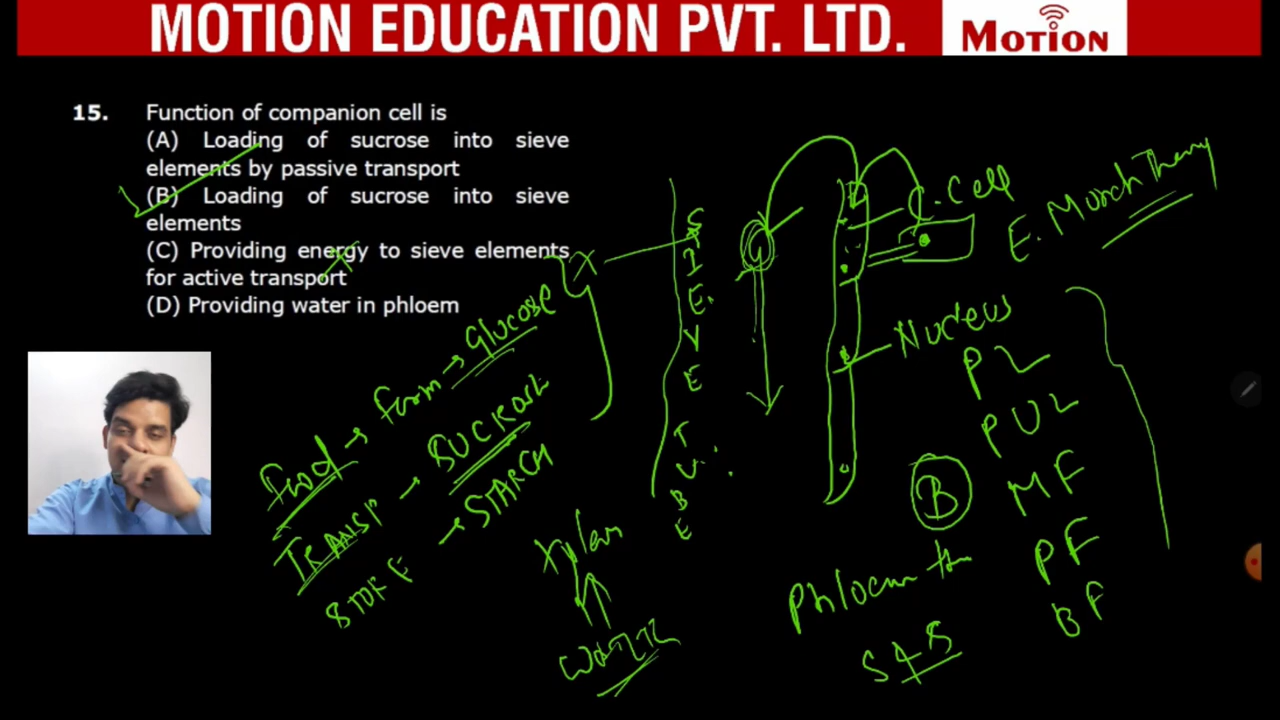 MOTION EDUCATION PVT. LTD.
MOTION
15. Function of companion cell is
(A) Loading of sucrose into sieve
elements by passive transport
(B) Loading of sucrose into sieve
elements
(C) Providing energy to sieve elements
for active transport
(D) Providing water in phloem
C. Cell
E. Munch Theory
SIEVE TUBE
Nucleus
PL
PUL
MF
PF
BF
B
Food → form → Glucose
TRANSP →
STORE → STARCH
Xylem
WATER
Phloem